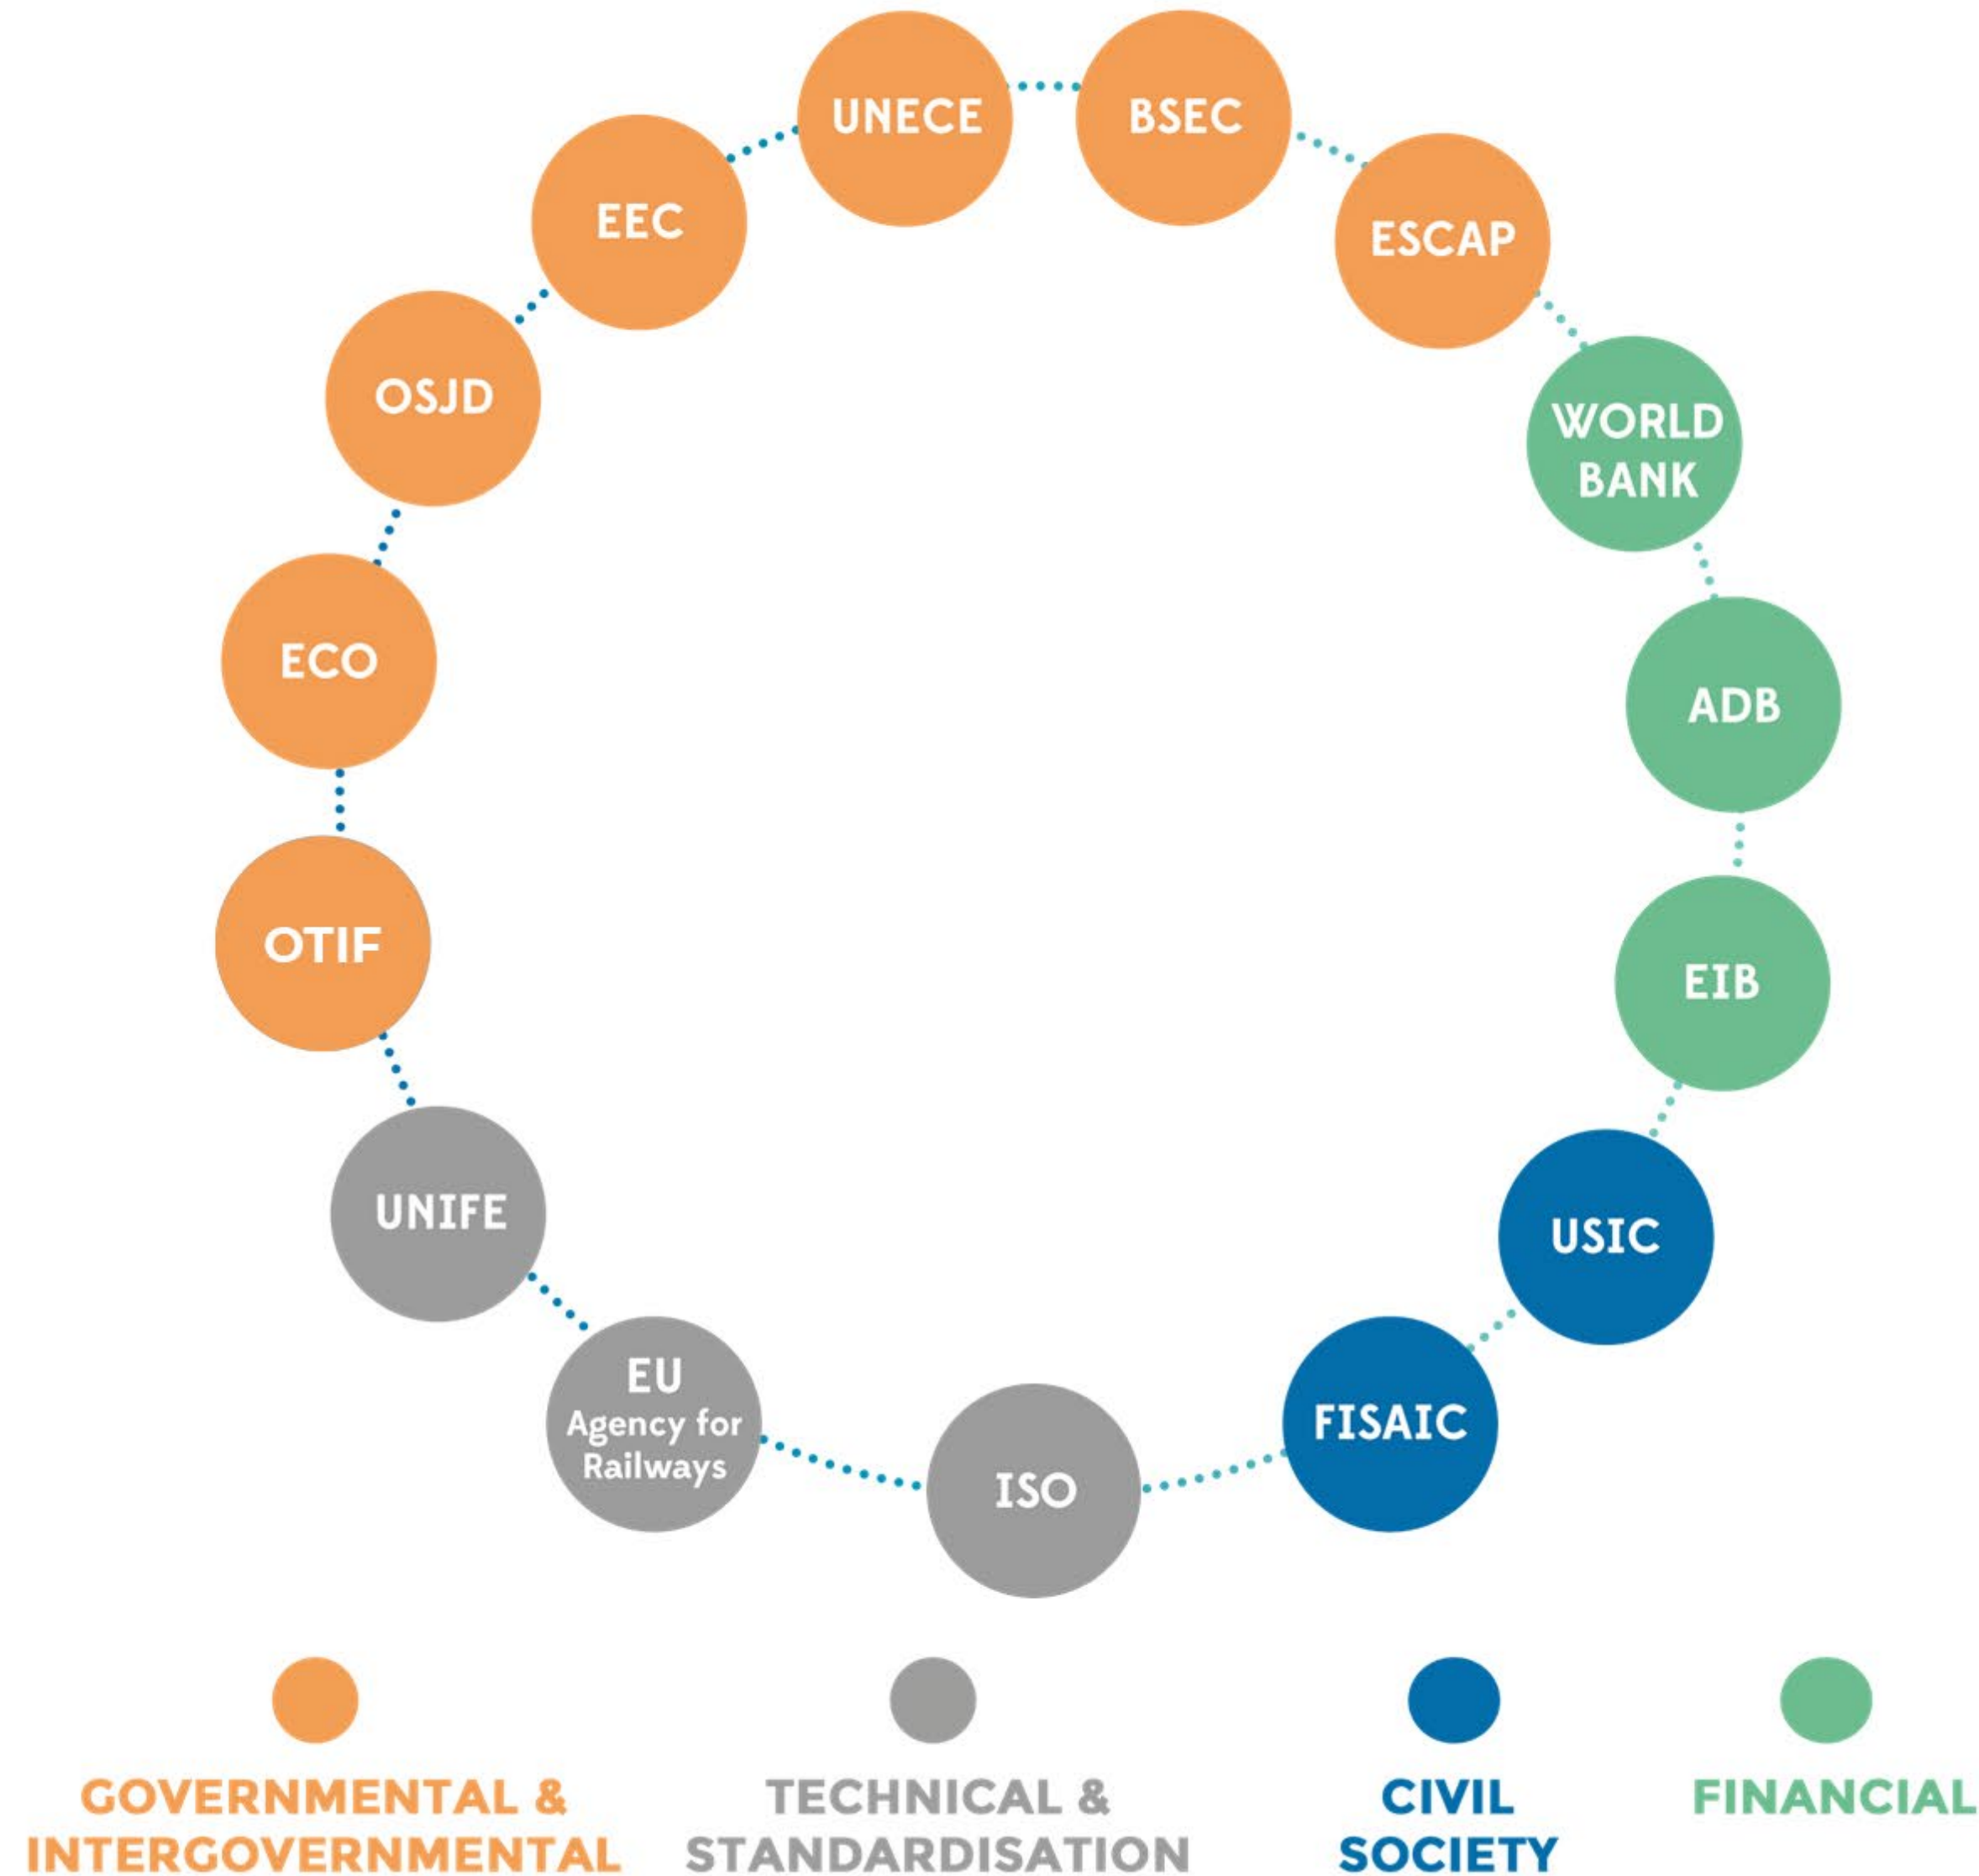 UNECE
BSEC
EEC
ESCAP
OSJD
WORLD
BANK
ECO
ADB
OTIF
EIB
UNIFE
USIC
EU
Agency for
Railways
FISAIC
ISO
GOVERNMENTAL &
INTERGOVERNMENTAL
TECHNICAL &
STANDARDISATION
CIVIL
SOCIETY
FINANCIAL